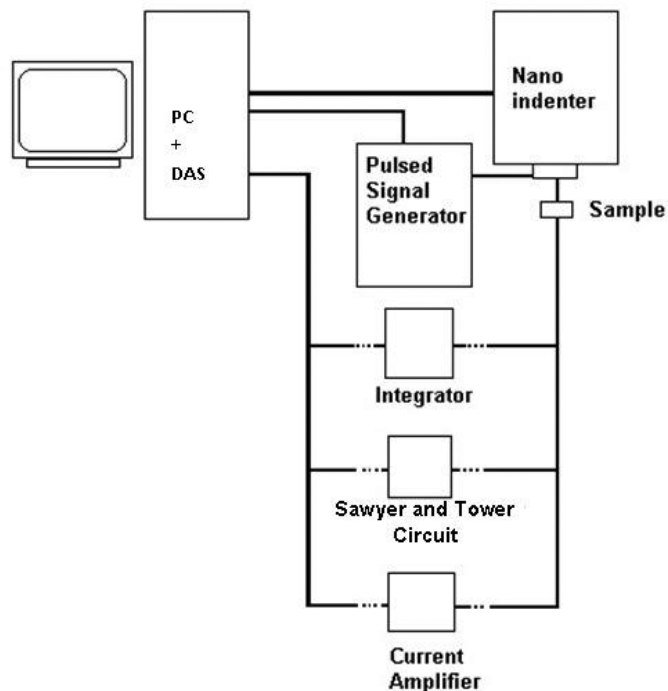 PC
+
DAS
Nano
indenter
Pulsed
Signal
Generator
Sample
Integrator
Sawyer and Tower
Circuit
Current
Amplifier